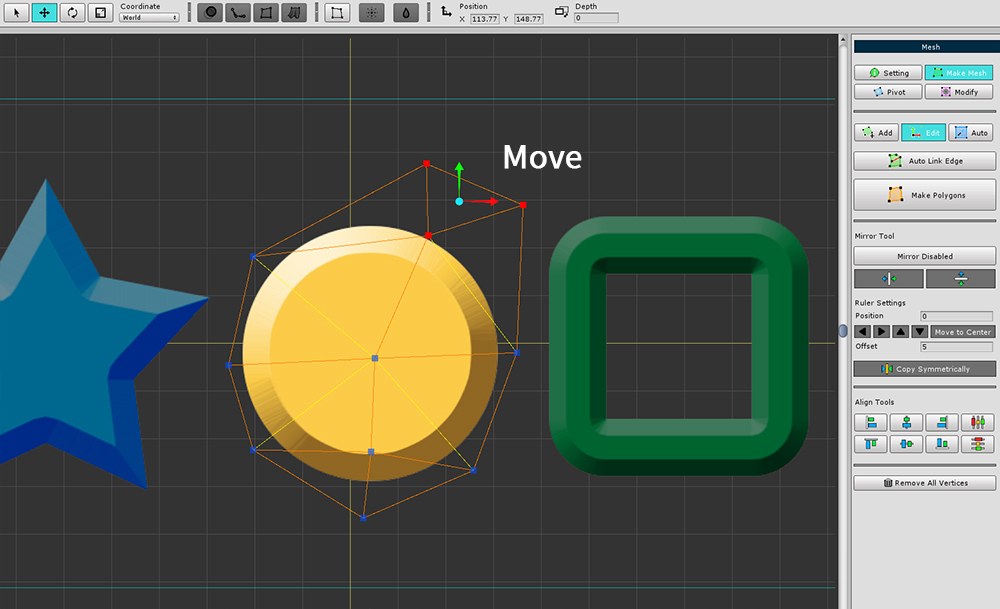 Coordinate
World
Position
X 113.77 Y 148.77
Depth
0
Move
Mesh
Setting
Make Mesh
Pivot
Modify
Add
Edit
Auto
Auto Link Edge
Make Polygons
Mirror Tool
Mirror Disabled
Ruler Settings
Position
0
Move to Center
Offset
5
Copy Symmetrically
Align Tools
Remove All Vertices